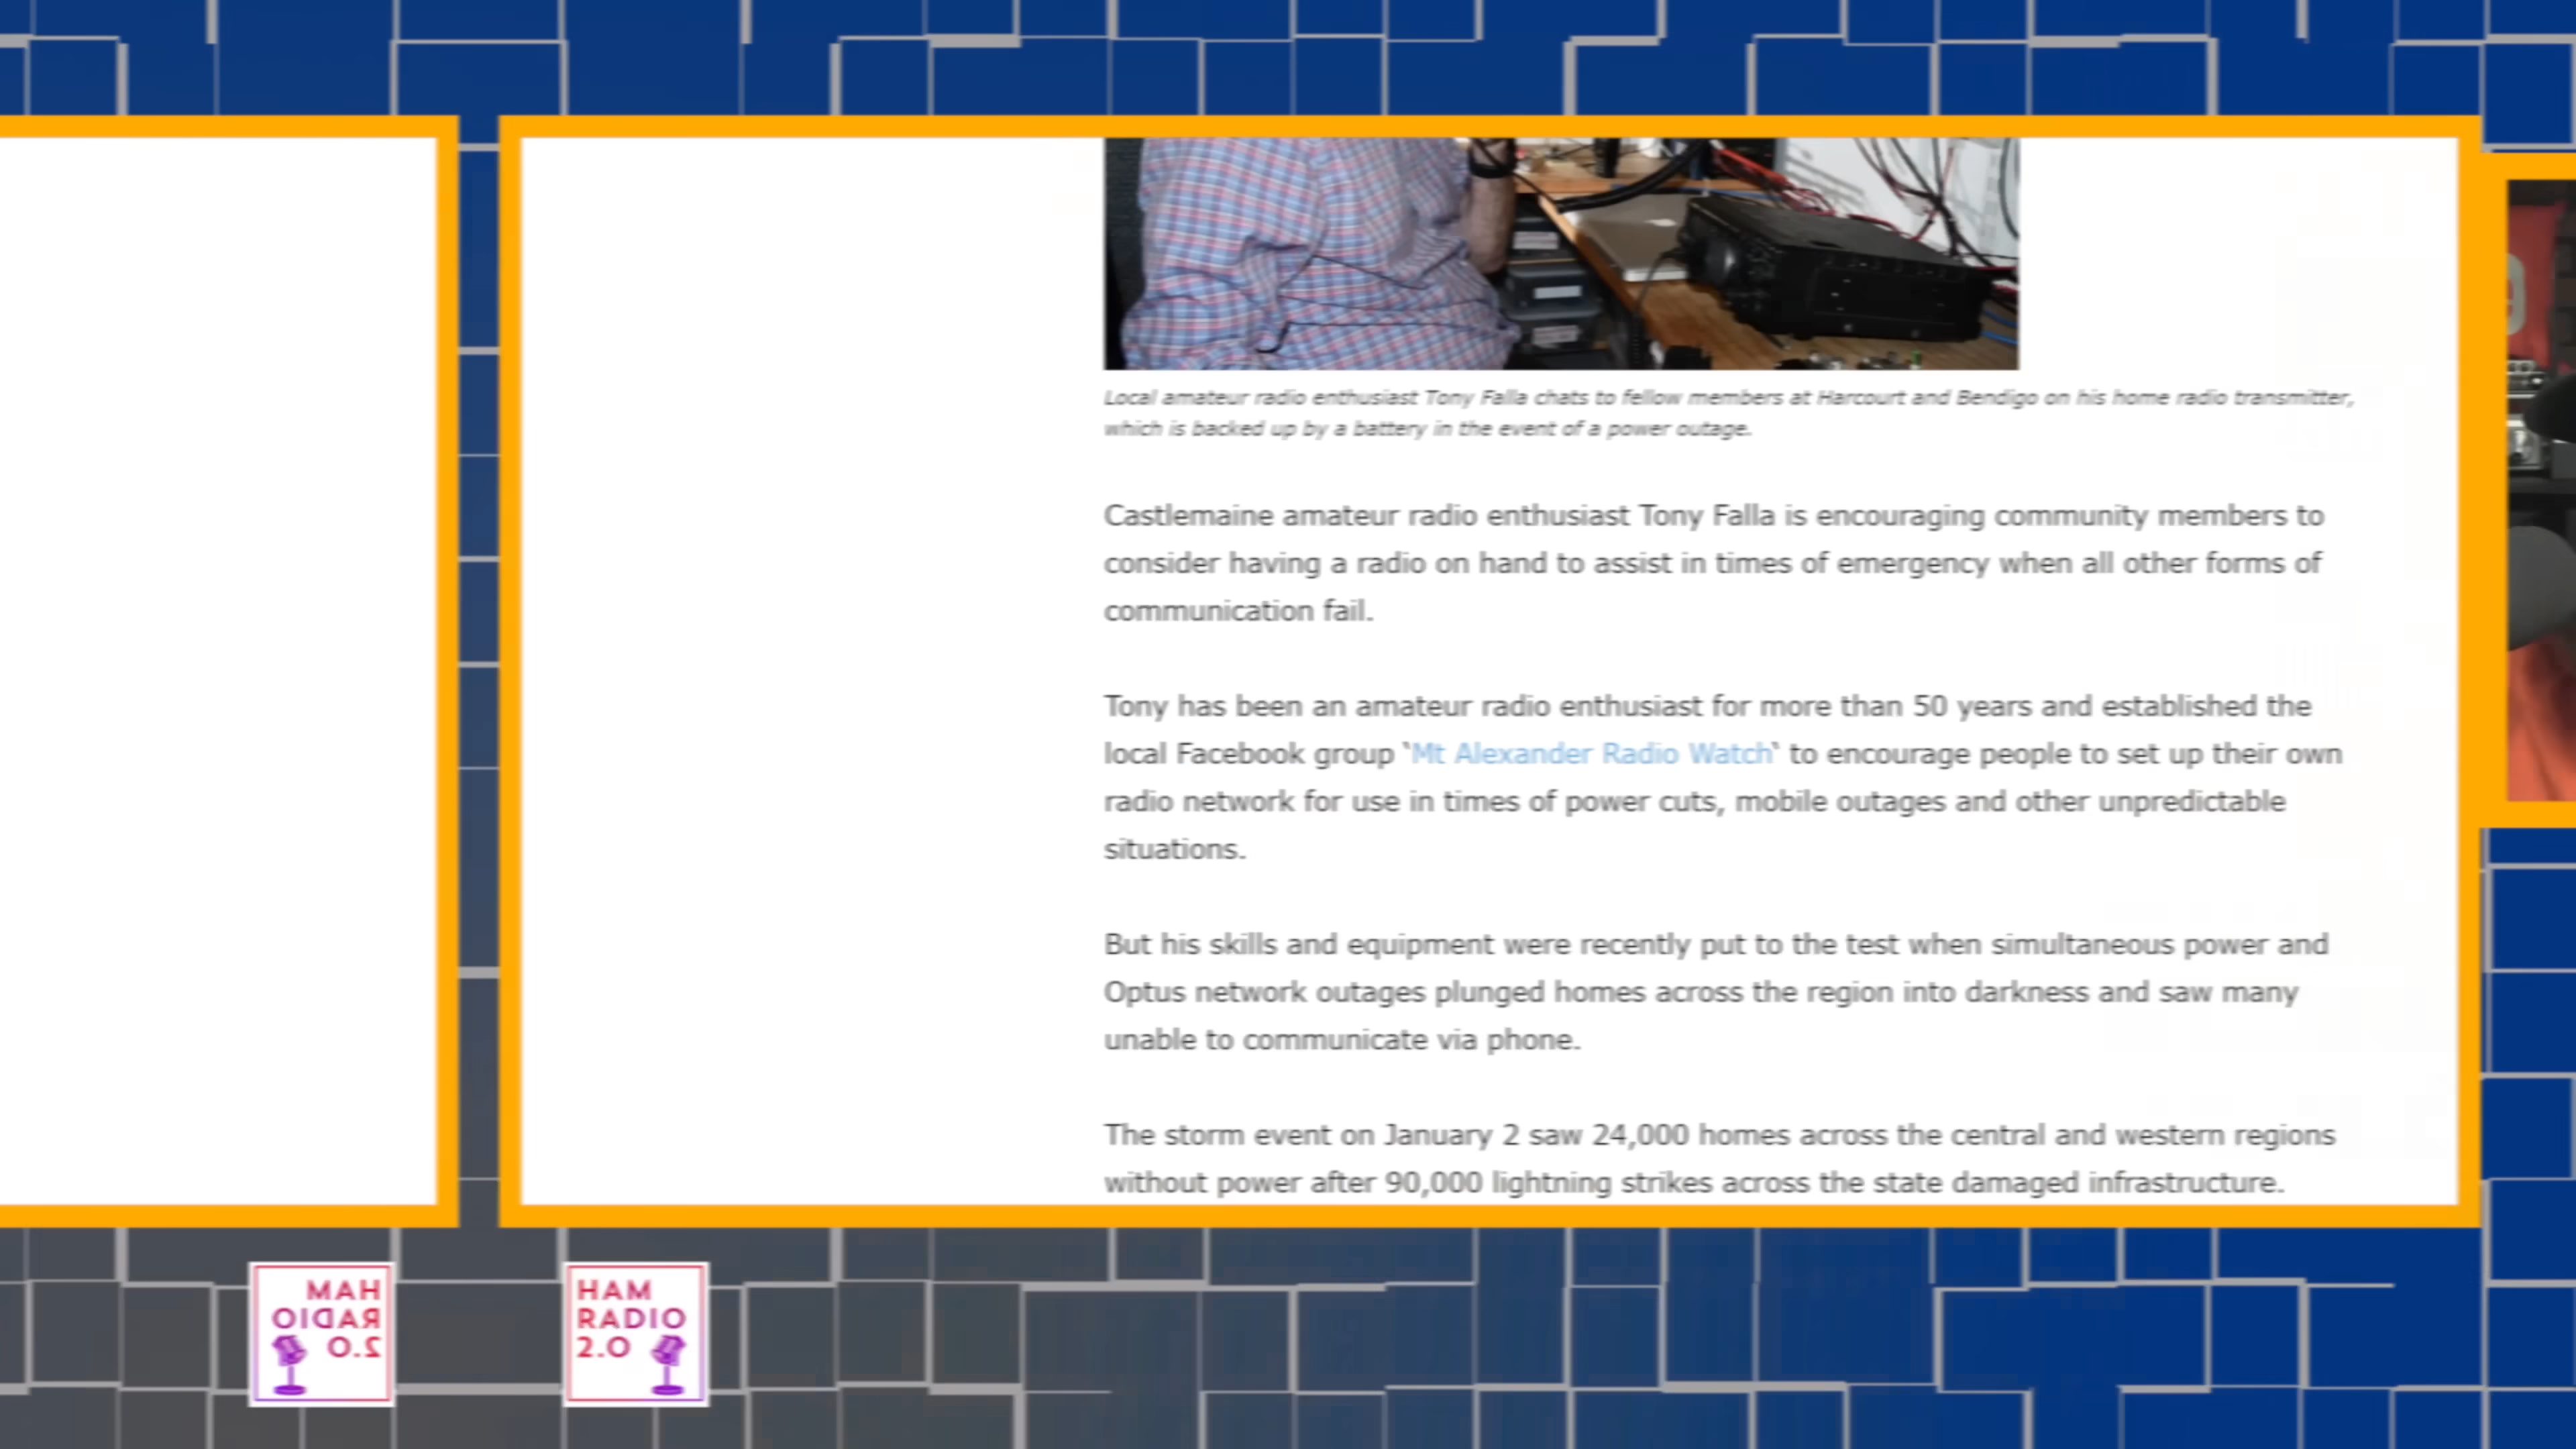 Local amateur radio enthusiast Tony Falla chats to fellow members at Harcourt and Bendigo on his home radio transmitter,
which is backed up by a battery in the event of a power outage.
Castlemaine amateur radio enthusiast Tony Falla is encouraging community members to
consider having a radio on hand to assist in times of emergency when all other forms of
communication fail.
Tony has been an amateur radio enthusiast for more than 50 years and established the
local Facebook group ‘Mt Alexander Radio Watch‘ to encourage people to set up their own
radio network for use in times of power cuts, mobile outages and other unpredictable
situations.
But his skills and equipment were recently put to the test when simultaneous power and
Optus network outages plunged homes across the region into darkness and saw many
unable to communicate via phone.
The storm event on January 2 saw 24,000 homes across the central and western regions
without power after 90,000 lightning strikes across the state damaged infrastructure.
HAM
RADIO
2.0
HAM
RADIO
2.0